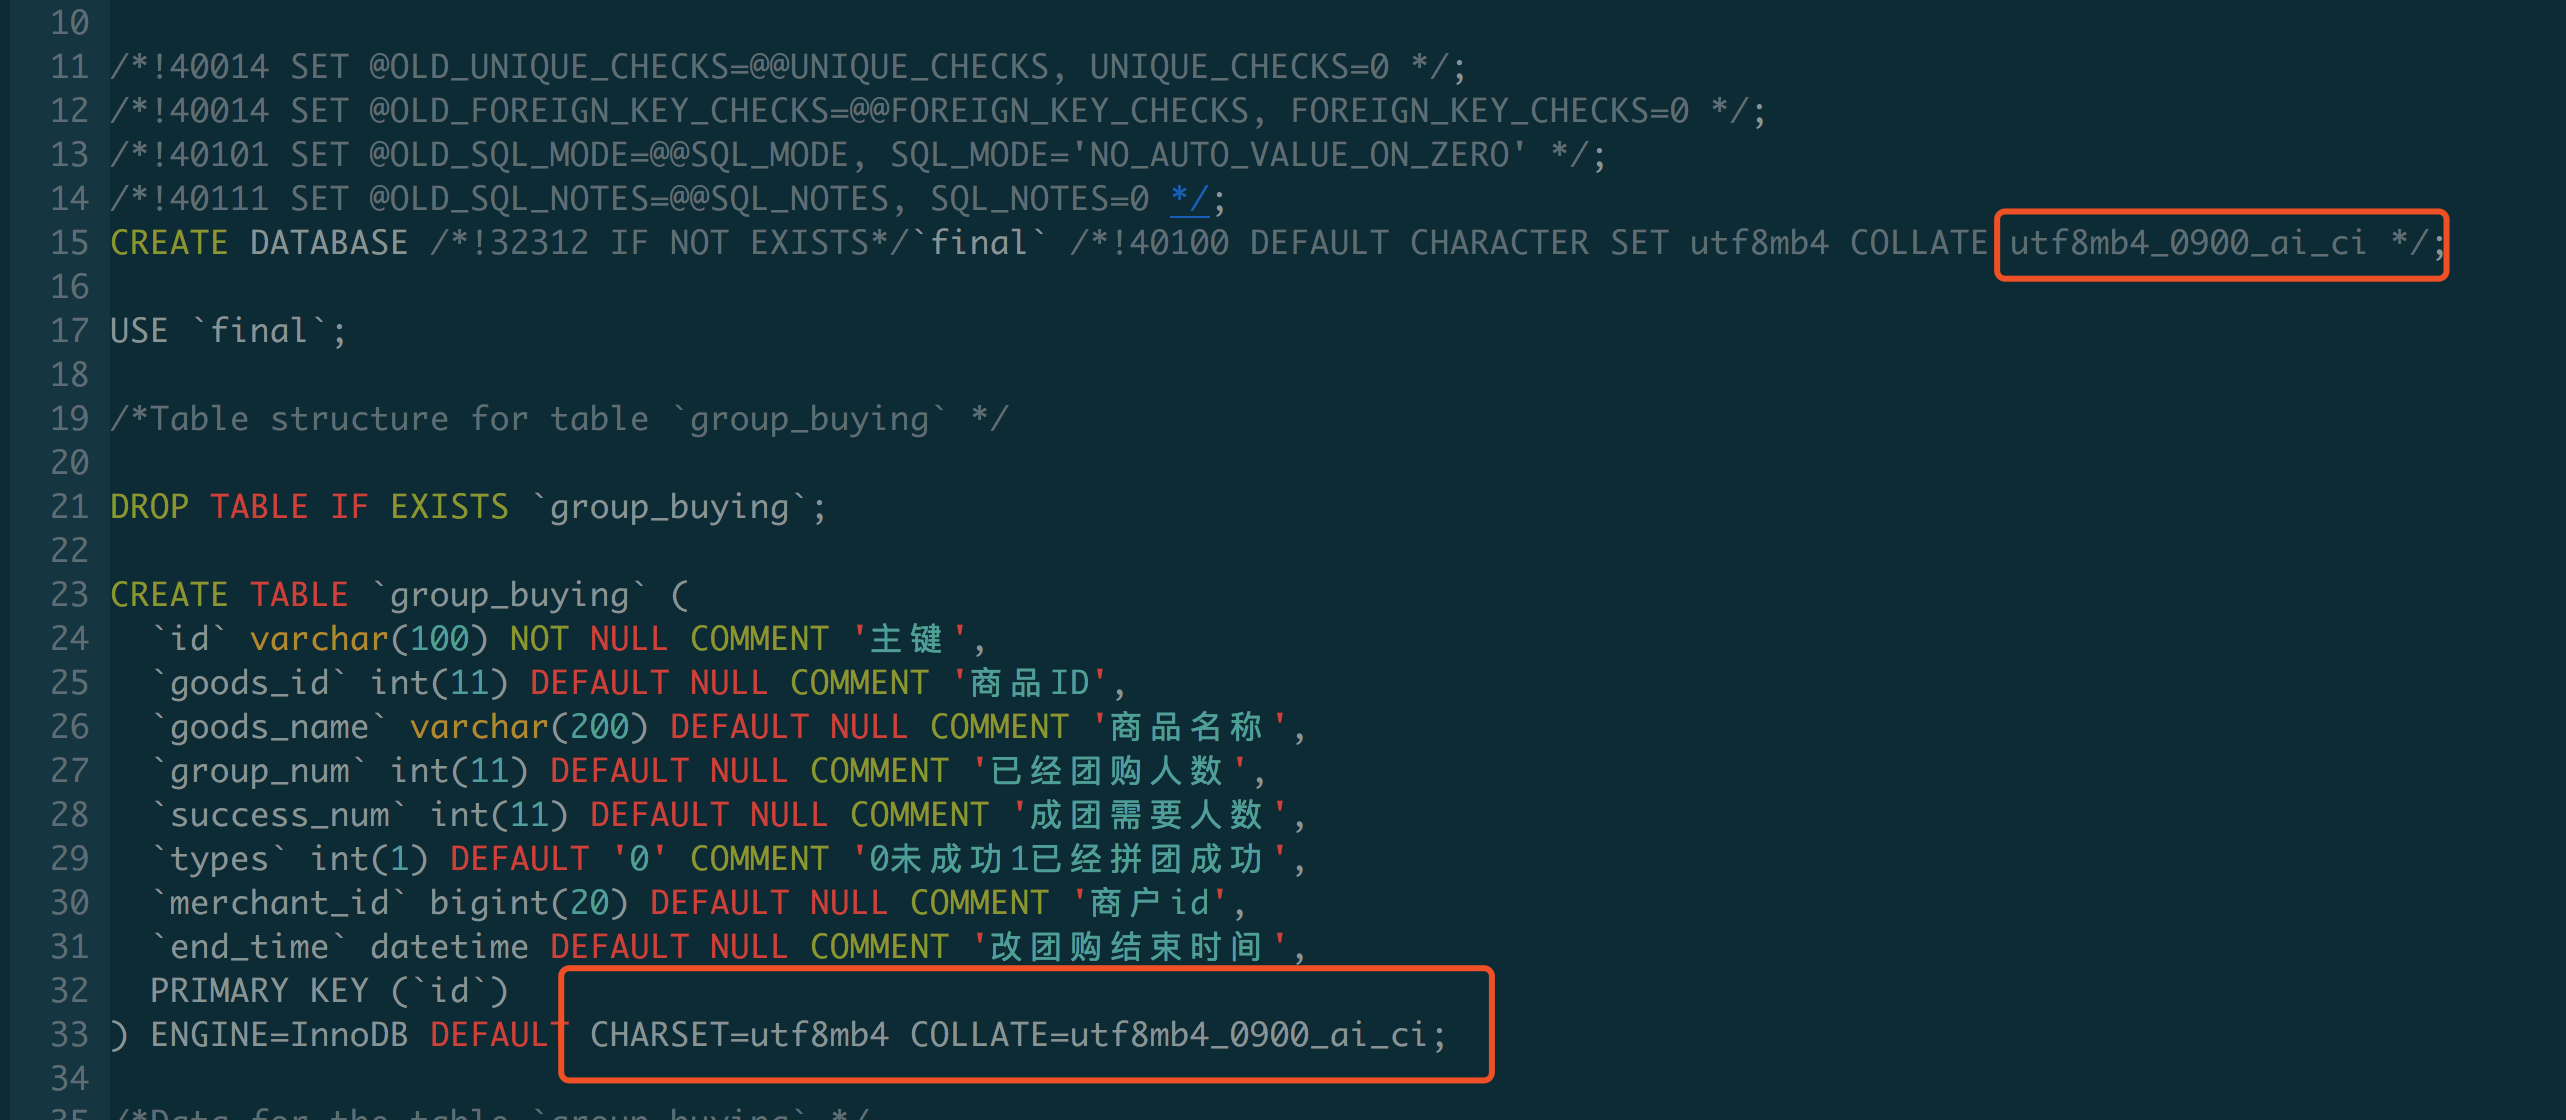 10
11 /*!40014 SET @OLD_UNIQUE_CHECKS=@@UNIQUE_CHECKS, UNIQUE_CHECKS=0 */;
12 /*!40014 SET @OLD_FOREIGN_KEY_CHECKS=@@FOREIGN_KEY_CHECKS, FOREIGN_KEY_CHECKS=0 */;
13 /*!40101 SET @OLD_SQL_MODE=@@SQL_MODE, SQL_MODE='NO_AUTO_VALUE_ON_ZERO' */;
14 /*!40111 SET @OLD_SQL_NOTES=@@SQL_NOTES, SQL_NOTES=0 */;
15 CREATE DATABASE /*!32312 IF NOT EXISTS*/`final` /*!40100 DEFAULT CHARACTER SET utf8mb4 COLLATE utf8mb4_0900_ai_ci */;
16
17 USE `final`;
18
19 /*Table structure for table `group_buying` */
20
21 DROP TABLE IF EXISTS `group_buying`;
22
23 CREATE TABLE `group_buying` (
24   `id` varchar(100) NOT NULL COMMENT '主键',
25   `goods_id` int(11) DEFAULT NULL COMMENT '商品ID',
26   `goods_name` varchar(200) DEFAULT NULL COMMENT '商品名称',
27   `group_num` int(11) DEFAULT NULL COMMENT '已经团购人数',
28   `success_num` int(11) DEFAULT NULL COMMENT '成团需要人数',
29   `types` int(1) DEFAULT '0' COMMENT '0未成功1已经拼团成功',
30   `merchant_id` bigint(20) DEFAULT NULL COMMENT '商户id',
31   `end_time` datetime DEFAULT NULL COMMENT '改团购结束时间',
32   PRIMARY KEY (`id`)
33 ) ENGINE=InnoDB DEFAULT CHARSET=utf8mb4 COLLATE=utf8mb4_0900_ai_ci;
34
35 /*Data for the table `group_buying` */